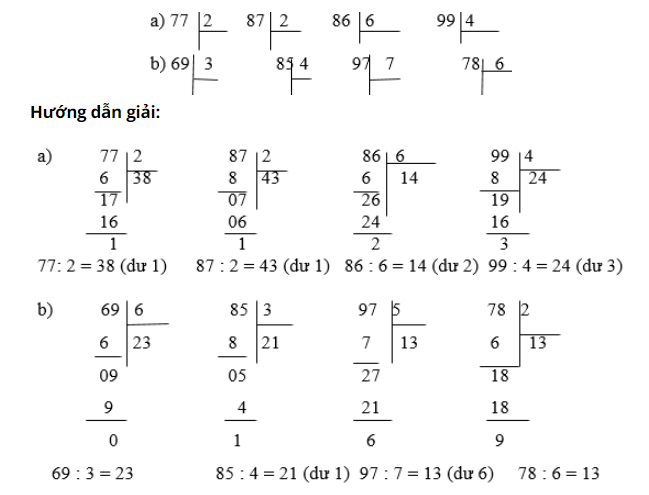 a) 77 2 87 2 86 6 99 4
b) 69 3 85 4 97 7 78 6
Hướng dẫn giải:
a) 77 2 87 2 86 6 99 4
6 38 8 43 6 14 8 24
17 07 26 19
16 06 24 16
1 1 2 3
77: 2 = 38 (dư 1) 87 : 2 = 43 (dư 1) 86 : 6 = 14 (dư 2) 99 : 4 = 24 (dư 3)
b) 69 6 85 3 97 5 78 2
6 23 8 21 7 13 6 13
09 05 27 18
9 4 21 18
0 1 6 9
69 : 3 = 23 85 : 4 = 21 (dư 1) 97 : 7 = 13 (dư 6) 78 : 6 = 13